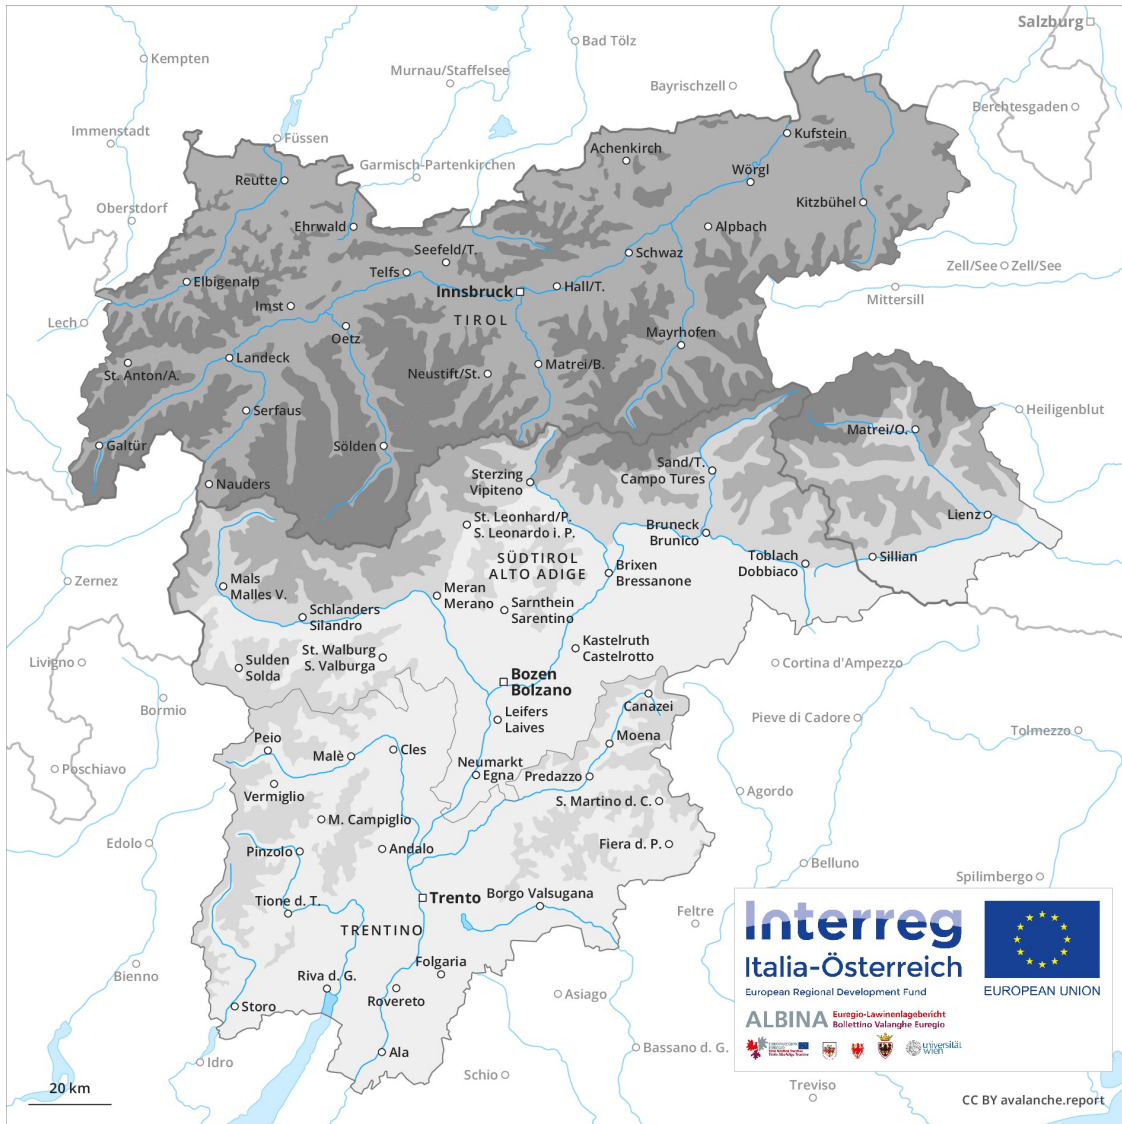 Salzburg
Bad Tölz
Kempten
Murnau/Staffelsee
Bayrischzell
Berchtesgaden
Immenstadt
Füssen
Kufstein
Achenkirch
Garmisch-Partenkirchen
Wörgl
Reutte
Oberstdorf
Kitzbühel
Ehrwald
Alpbach
Seefeld/T.
Schwaz
Zell/See
Zell/See
Telfs
Elbigenalp
Hall/T.
Innsbruck
Mittersill
Imst
TIROL
Lech
Oetz
Mayrhofen
Landeck
Matrei/B.
St. Anton/A.
Neustift/St.
Serfaus
Heiligenblut
Matrei/O.
Galtür
Sölden
Sand/T.
Campo Tures
Sterzing
Vipiteno
Nauders
Lienz
St. Leonhard/P.
S. Leonardo i. P.
Bruneck
Brunico
SÜDTIROL
ALTO ADIGE
Toblach
Dobbiaco
Sillian
Brixen
Bressanone
Zernez
Mals
Malles V.
Meran
Merano
Sarnthein
Sarentino
Schlanders
Silandro
Kastelruth
Castelrotto
St. Walburg
S. Valburga
Livigno
Sulden
Solda
Cortina d'Ampezzo
Bozen
Bolzano
Bormio
Canazei
Leifers
Laives
Pieve di Cadore
Tolmezzo
Peio
Moena
Cles
Malè
Poschiavo
Neumarkt
Egna
Predazzo
Vermiglio
Agordo
S. Martino d. C.
M. Campiglio
Edolo
Fiera d. P.
Pinzolo
Andalo
Belluno
Spilimbergo
Trento
Borgo Valsugana
Tione d. T.
Feltre
TRENTINO
Interreg
Italia-Österreich
European Regional Development Fund
EUROPEAN UNION
Bienno
Riva d. G.
Folgaria
Rovereto
Asiago
Storo
ALBINA
Euregio-Lawinenlagebericht
Bollettino Valanghe Euregio
universität
wien
Ala
Bassano d. G.
Idro
Schio
Treviso
20 km
CC BY avalanche.report